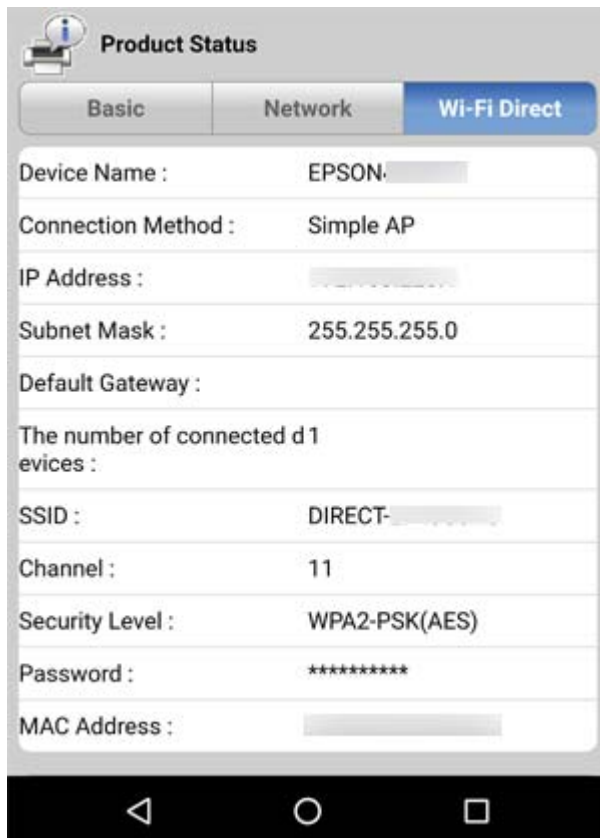 Product Status
Basic Network Wi-Fi Direct
Device Name : EPSON
Connection Method : Simple AP
IP Address :
Subnet Mask : 255.255.255.0
Default Gateway :
The number of connected d 1
evices :
SSID : DIRECT-
Channel : 11
Security Level : WPA2-PSK(AES)
Password : **********
MAC Address :